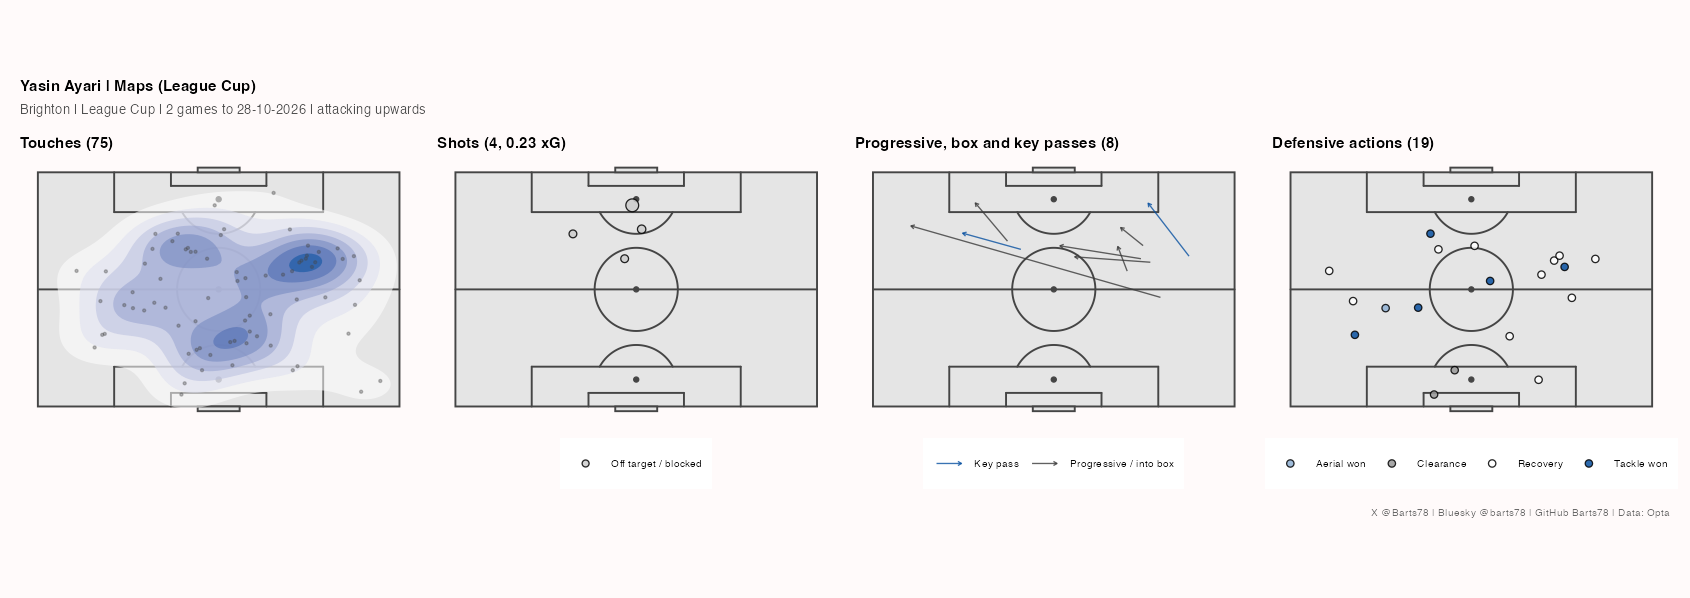 Yasin Ayari | Maps (League Cup)
Brighton | League Cup | 2 games to 28-10-2026 | attacking upwards
Touches (75)
Shots (4, 0.23 xG)
Progressive, box and key passes (8)
Defensive actions (19)
Off target / blocked
Key pass
Progressive / into box
Aerial won
Clearance
Recovery
Tackle won
X @Barts78 | Bluesky @barts78 | GitHub Barts78 | Data: Opta